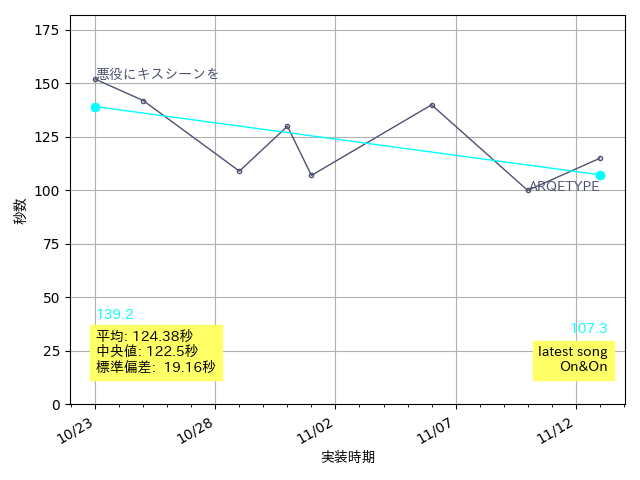 175
150
125
100
75
50
25
0
秒数
悪役にキスシーンを
ARQETYPE
139.2
107.3
平均: 124.38秒
中央値: 122.5秒
標準偏差:  19.16秒
latest song
On&On
10/23
10/28
11/02
11/07
11/12
実装時期